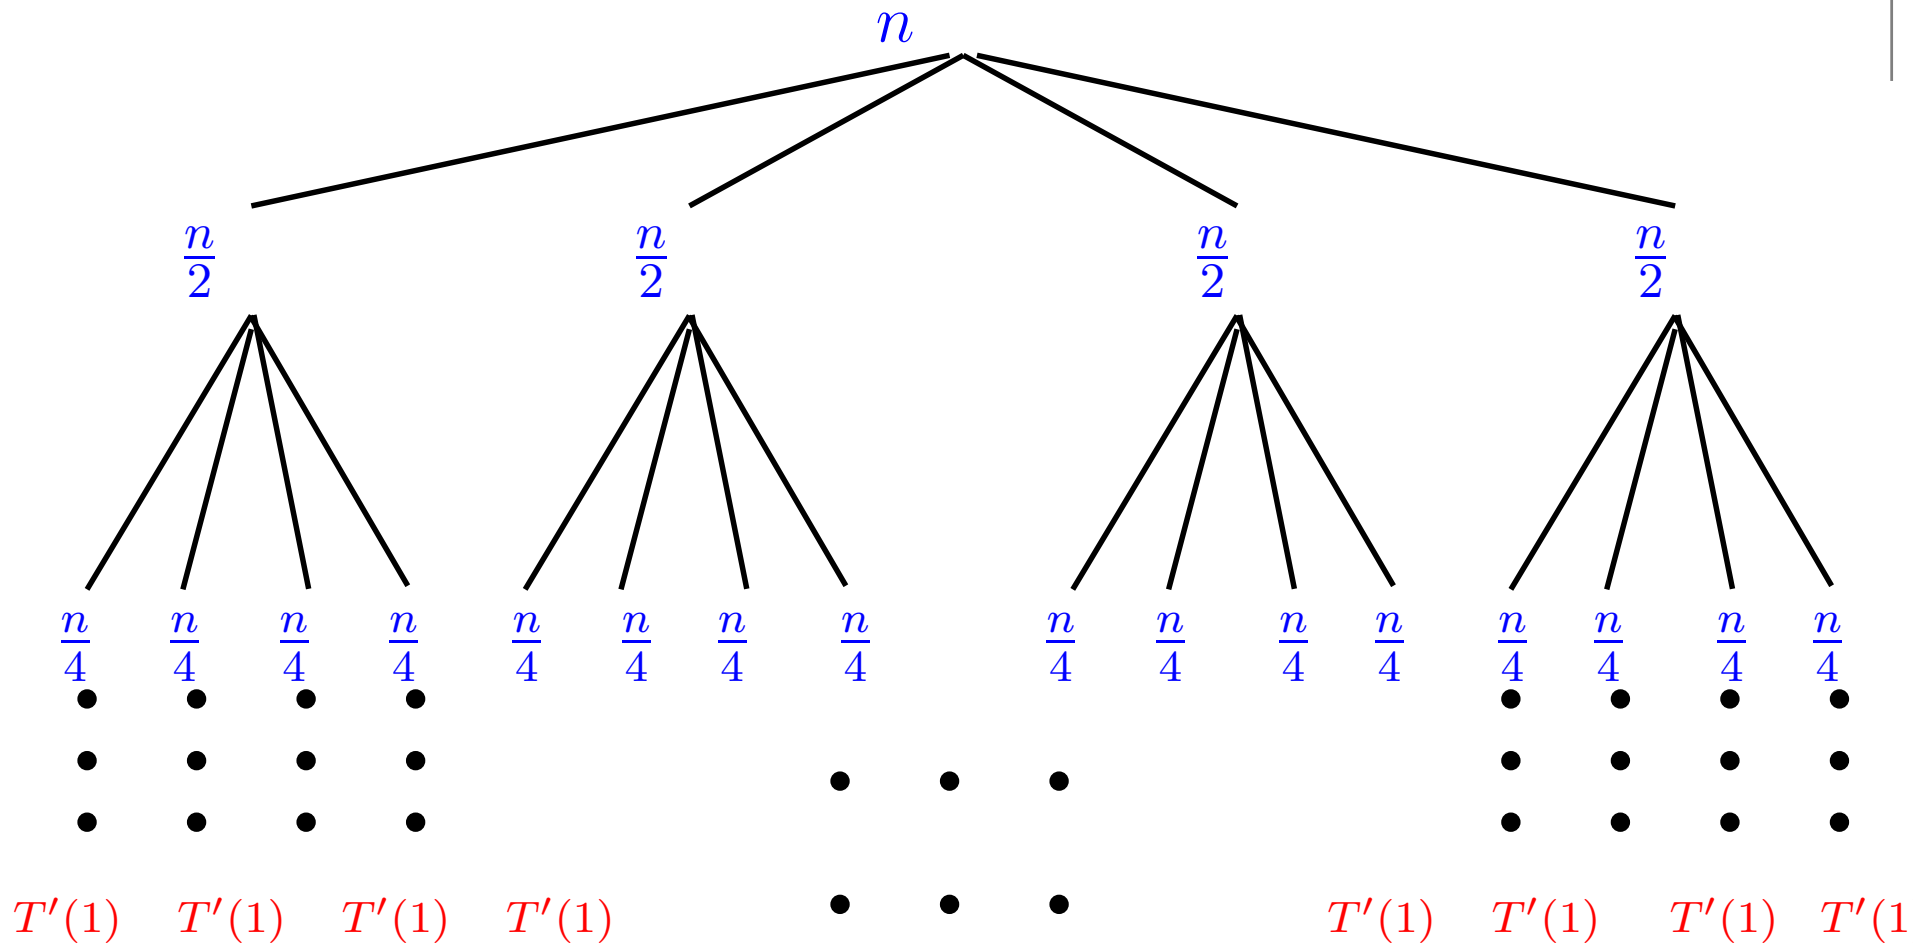 n
n/2 n/2 n/2 n/2
n/4 n/4 n/4 n/4 n/4 n/4 n/4 n/4 n/4 n/4 n/4 n/4 n/4 n/4 n/4 n/4
T′(1) T′(1) T′(1) T′(1) T′(1) T′(1) T′(1) T′(1